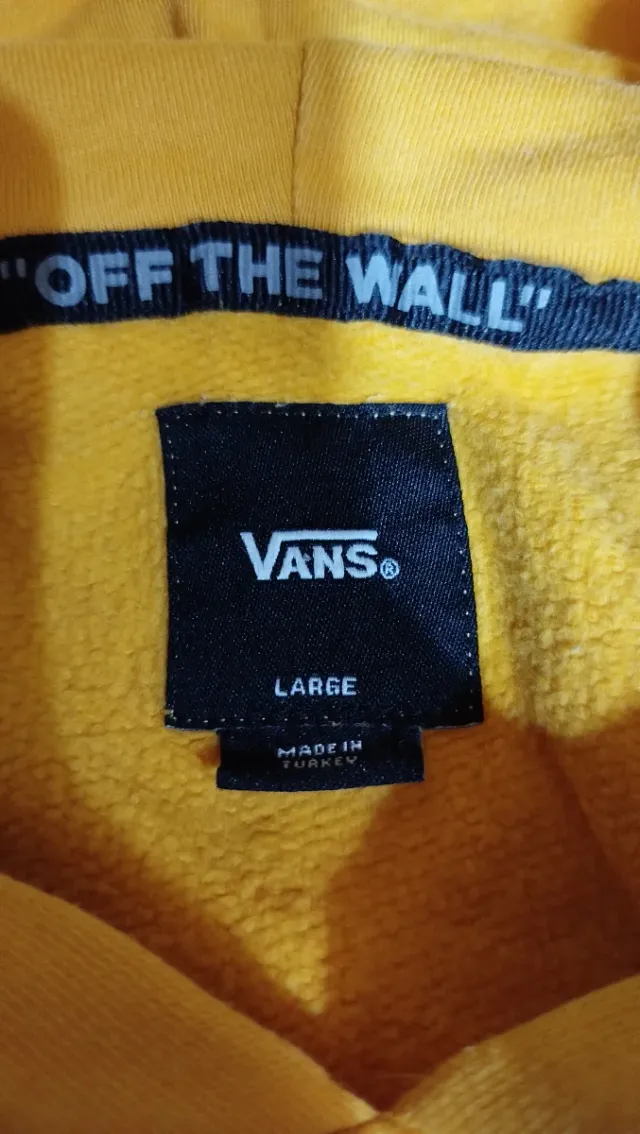 "OFF THE WALL"
VANS®
LARGE
MADE IN
TURKEY